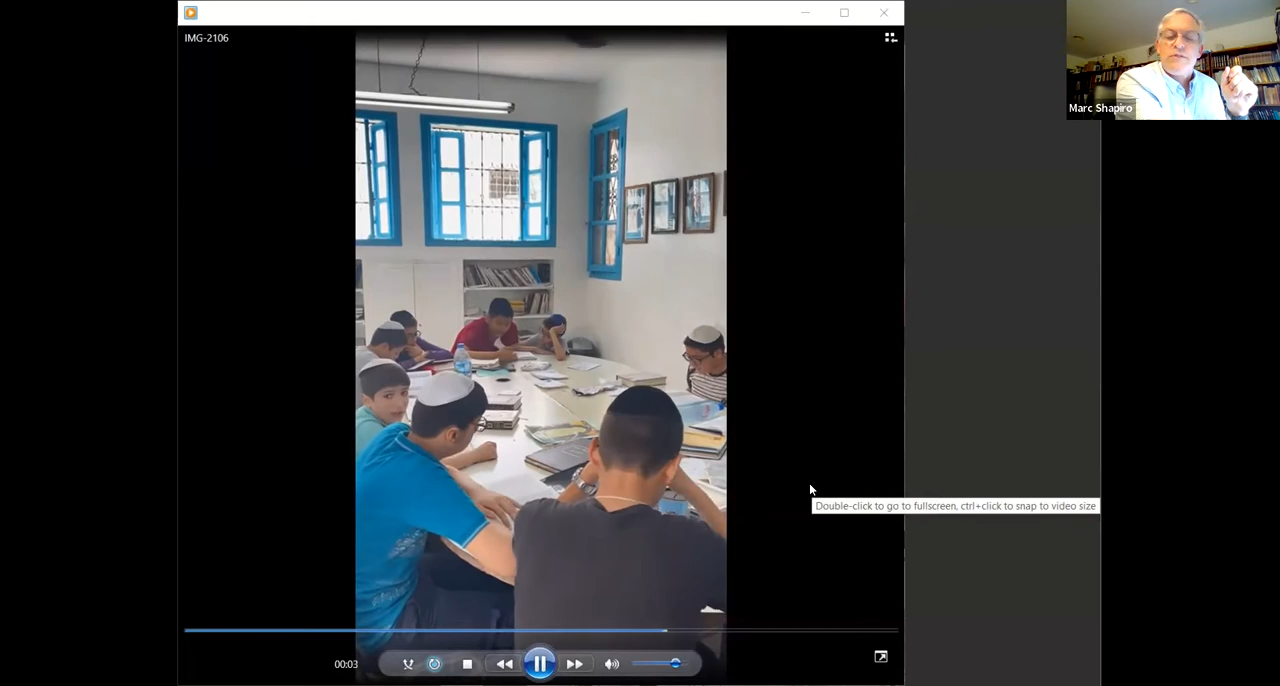 IMG-2106
Marc Shapiro
Double-click to go to fullscreen, ctrl+click to snap to video size
00:03